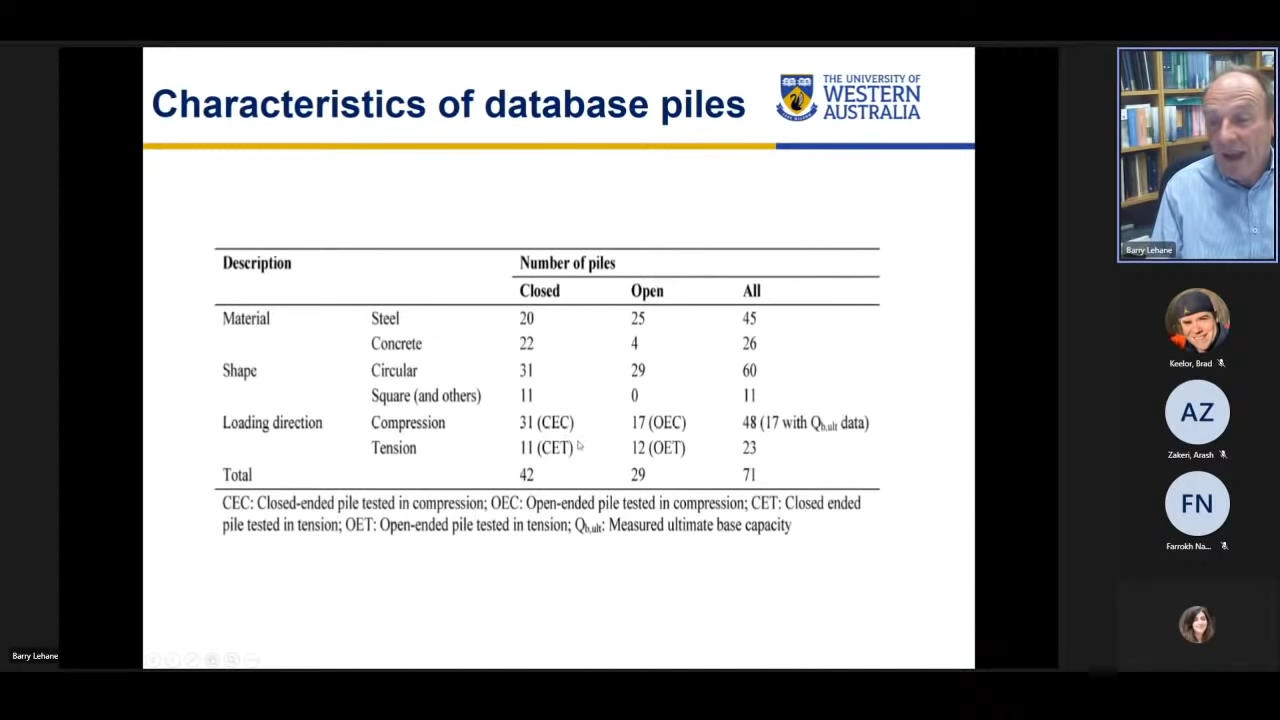 Characteristics of database piles
THE UNIVERSITY OF
WESTERN
AUSTRALIA
Description Number of piles
Closed Open All
Material Steel 20 25 45
Concrete 22 4 26
Shape Circular 31 29 60
Square (and others) 11 0 11
Loading direction Compression 31 (CEC) 17 (OEC) 48 (17 with Qb,ult data)
Tension 11 (CET) 12 (OET) 23
Total 42 29 71
CEC: Closed-ended pile tested in compression; OEC: Open-ended pile tested in compression; CET: Closed ended
pile tested in tension; OET: Open-ended pile tested in tension; Qb,ult: Measured ultimate base capacity
Barry Lehane
Barry Lehane
Keelor, Brad
AZ
Zakeri, Arash
FN
Farrokh Na...